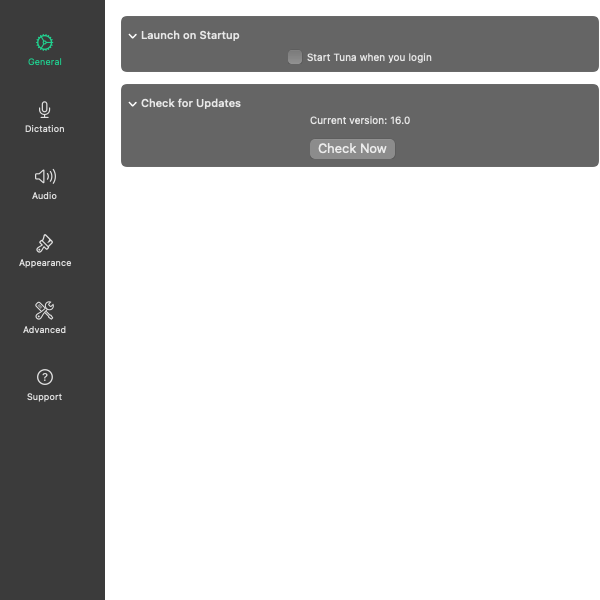 General
Dictation
Audio
Appearance
Advanced
Support
Launch on Startup
Start Tuna when you login
Check for Updates
Current version: 16.0
Check Now